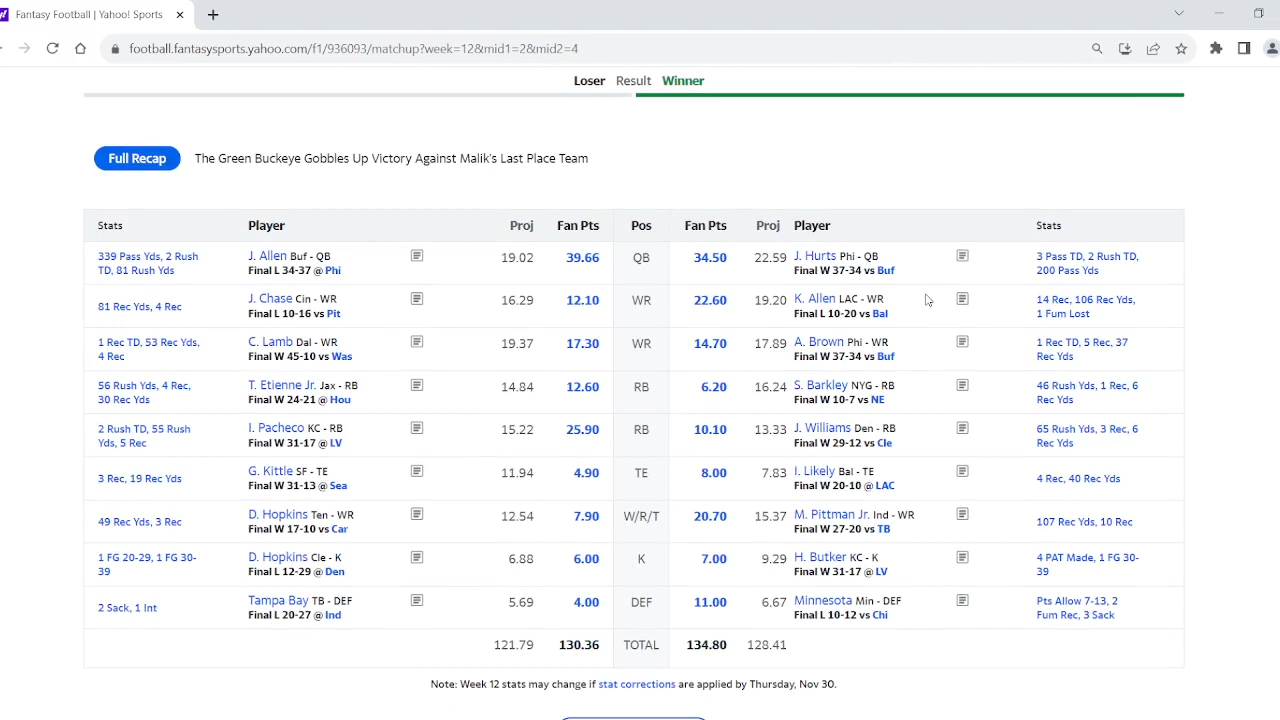 Fantasy Football | Yahoo! Sports
football.fantasysports.yahoo.com/f1/936093/matchup?week=12&mid1=2&mid2=4
Loser Result Winner
Full Recap The Green Buckeye Gobbles Up Victory Against Malik's Last Place Team
Stats Player Proj Fan Pts Pos Fan Pts Proj Player Stats
339 Pass Yds, 2 Rush J. Allen Buf - QB 19.02 39.66 QB 34.50 22.59 J. Hurts Phi - QB 3 Pass TD, 2 Rush TD,
TD, 81 Rush Yds Final L 34-37 @ Phi Final W 37-34 vs Buf 200 Pass Yds
81 Rec Yds, 4 Rec J. Chase Cin - WR 16.29 12.10 WR 22.60 19.20 K. Allen LAC - WR 14 Rec, 106 Rec Yds,
Final L 10-16 vs Pit Final L 10-20 vs Bal 1 Fum Lost
1 Rec TD, 53 Rec Yds, C. Lamb Dal - WR 19.37 17.30 WR 14.70 17.89 A. Brown Phi - WR 1 Rec TD, 5 Rec, 37
4 Rec Final W 45-10 vs Was Final W 37-34 vs Buf Rec Yds
56 Rush Yds, 4 Rec, T. Etienne Jr. Jax - RB 14.84 12.60 RB 6.20 16.24 S. Barkley NYG - RB 46 Rush Yds, 1 Rec, 6
30 Rec Yds Final W 24-21 @ Hou Final W 10-7 vs NE Rec Yds
2 Rush TD, 55 Rush I. Pacheco KC - RB 15.22 25.90 RB 10.10 13.33 J. Williams Den - RB 65 Rush Yds, 3 Rec, 6
Yds, 5 Rec Final W 31-17 @ LV Final W 29-12 vs Cle Rec Yds
3 Rec, 19 Rec Yds G. Kittle SF - TE 11.94 4.90 TE 8.00 7.83 I. Likely Bal - TE 4 Rec, 40 Rec Yds
Final W 31-13 @ Sea Final W 20-10 @ LAC
49 Rec Yds, 3 Rec D. Hopkins Ten - WR 12.54 7.90 W/R/T 20.70 15.37 M. Pittman Jr. Ind - WR 107 Rec Yds, 10 Rec
Final W 17-10 vs Car Final W 27-20 vs TB
1 FG 20-29, 1 FG 30- D. Hopkins Cle - K 6.88 6.00 K 7.00 9.29 H. Butker KC - K 4 PAT Made, 1 FG 30-
39 Final L 12-29 @ Den Final W 31-17 @ LV 39
2 Sack, 1 Int Tampa Bay TB - DEF 5.69 4.00 DEF 11.00 6.67 Minnesota Min - DEF Pts Allow 7-13, 2
Final L 20-27 @ Ind Final L 10-12 vs Chi Fum Rec, 3 Sack
121.79 130.36 TOTAL 134.80 128.41
Note: Week 12 stats may change if stat corrections are applied by Thursday, Nov 30.